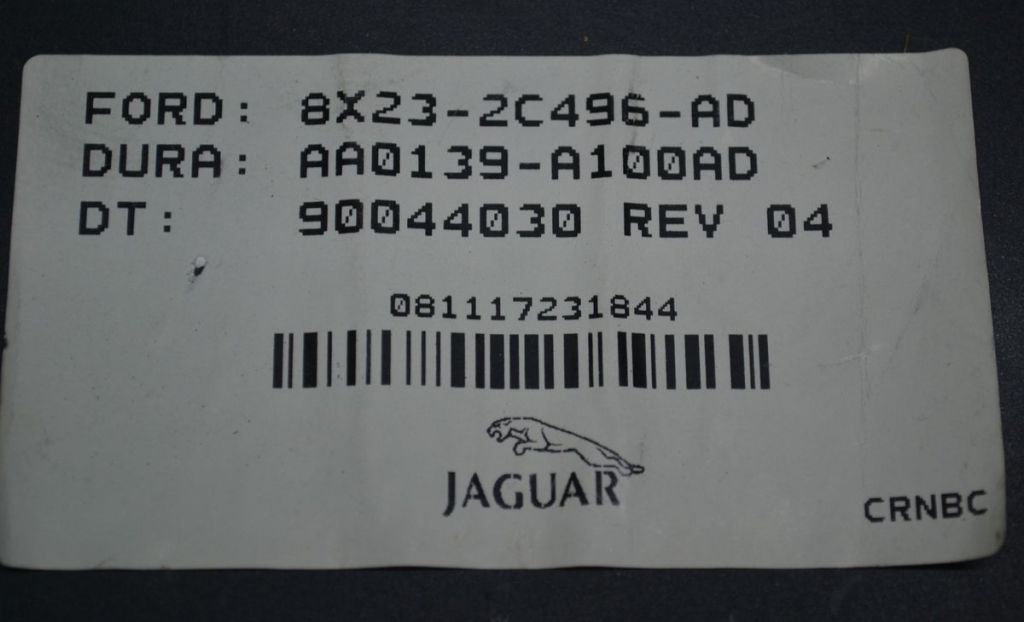 FORD: 8X23-2C496-AD
DURA: AA0139-A100AD
DT: 90044030 REV 04
081117231844
JAGUAR
CRNBC